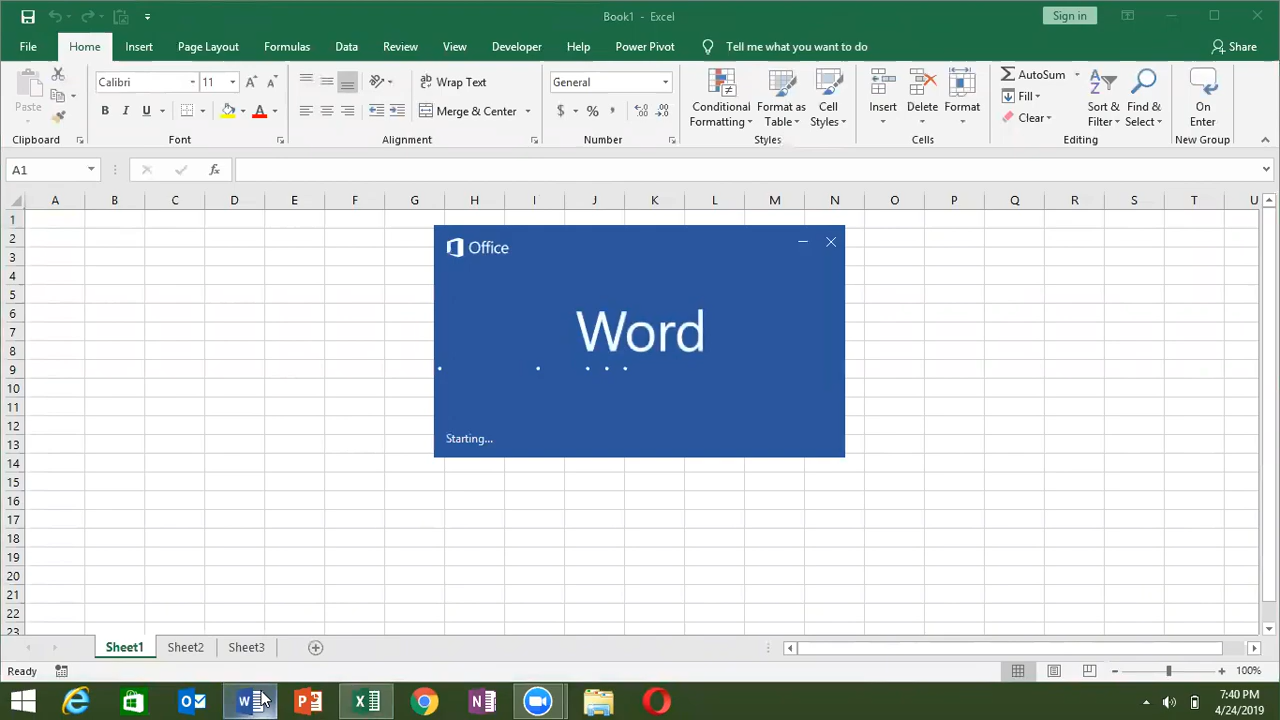 Book1 - Excel
Sign in
File Home Insert Page Layout Formulas Data Review View Developer Help Power Pivot Tell me what you want to do Share
Paste
Calibri 11
B I U A
Wrap Text
Merge & Center
General
$ % ,
Conditional Formatting
Format as Table
Cell Styles
Insert
Delete
Format
AutoSum
Fill
Clear
Sort & Filter
Find & Select
On Enter
Clipboard Font Alignment Number Styles Cells Editing New Group
A1 fx
A B C D E F G H I J K L M N O P Q R S T U
1
2
3
4
5
6
7
8
9
10
11
12
13
14
15
16
17
18
19
20
21
22
23
Office
Word
Starting...
Sheet1 Sheet2 Sheet3
Ready 100%
7:40 PM
4/24/2019